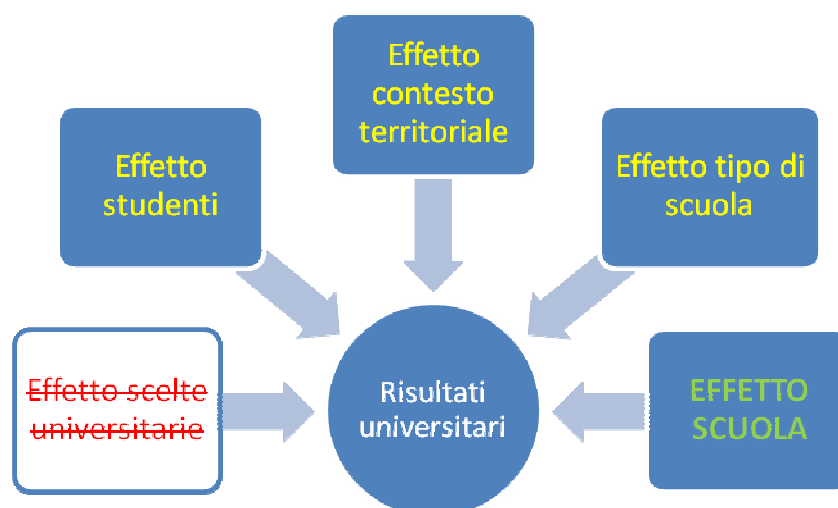 Effetto
contesto
territoriale
Effetto
studenti
Effetto tipo di
scuola
Effetto scelte
universitarie
Risultati
universitari
EFFETTO
SCUOLA